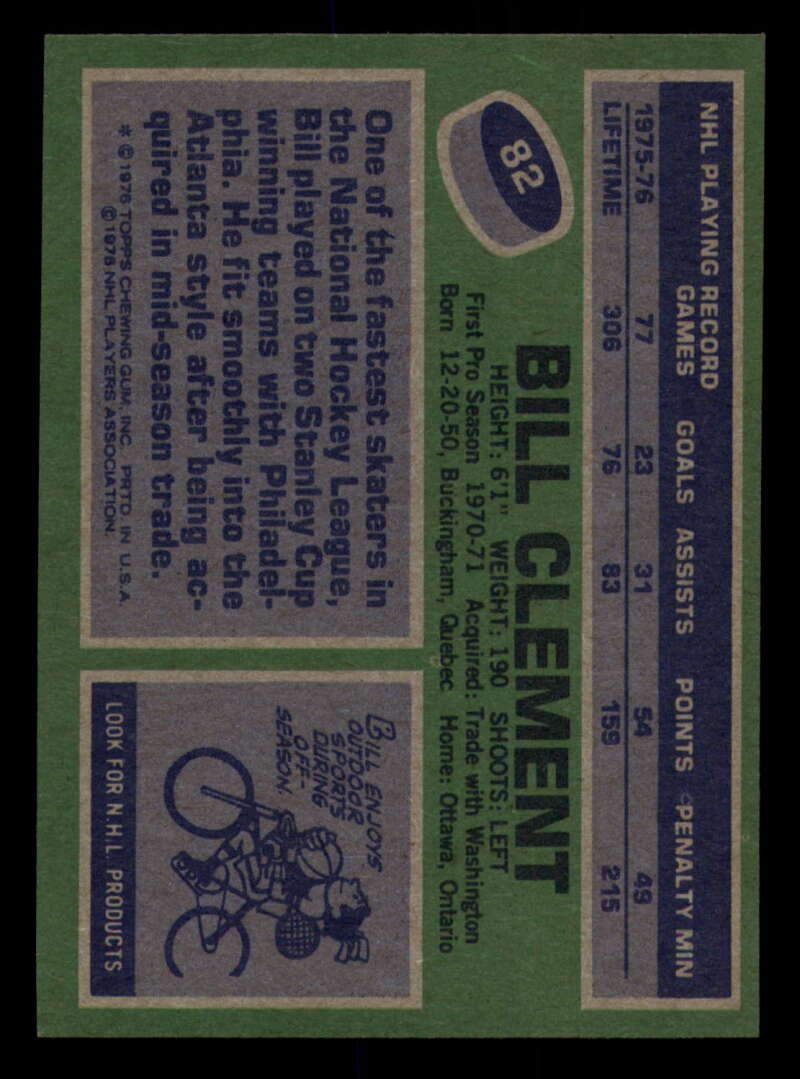 NHL PLAYING RECORD
GAMES GOALS ASSISTS POINTS PENALTY MIN
1975-76 77 23 31 54 49
LIFETIME 306 76 83 159 215
82
BILL CLEMENT
HEIGHT: 6'1" WEIGHT: 190 SHOOTS: LEFT
First Pro Season 1970-71 Acquired: Trade with Washington
Born 12-20-50, Buckingham, Quebec Home: Ottawa, Ontario
One of the fastest skaters in
the National Hockey League,
Bill played on two Stanley Cup
winning teams with Philadel-
phia. He fit smoothly into the
Atlanta style after being ac-
quired in mid-season trade.
* © 1976 TOPPS CHEWING GUM, INC. PRTD. IN U.S.A.
© 1976 NHL PLAYERS ASSOCIATION.
BILL ENJOYS
OUTDOOR
SPORTS
DURING
OFF-
SEASON.
LOOK FOR N.H.L. PRODUCTS